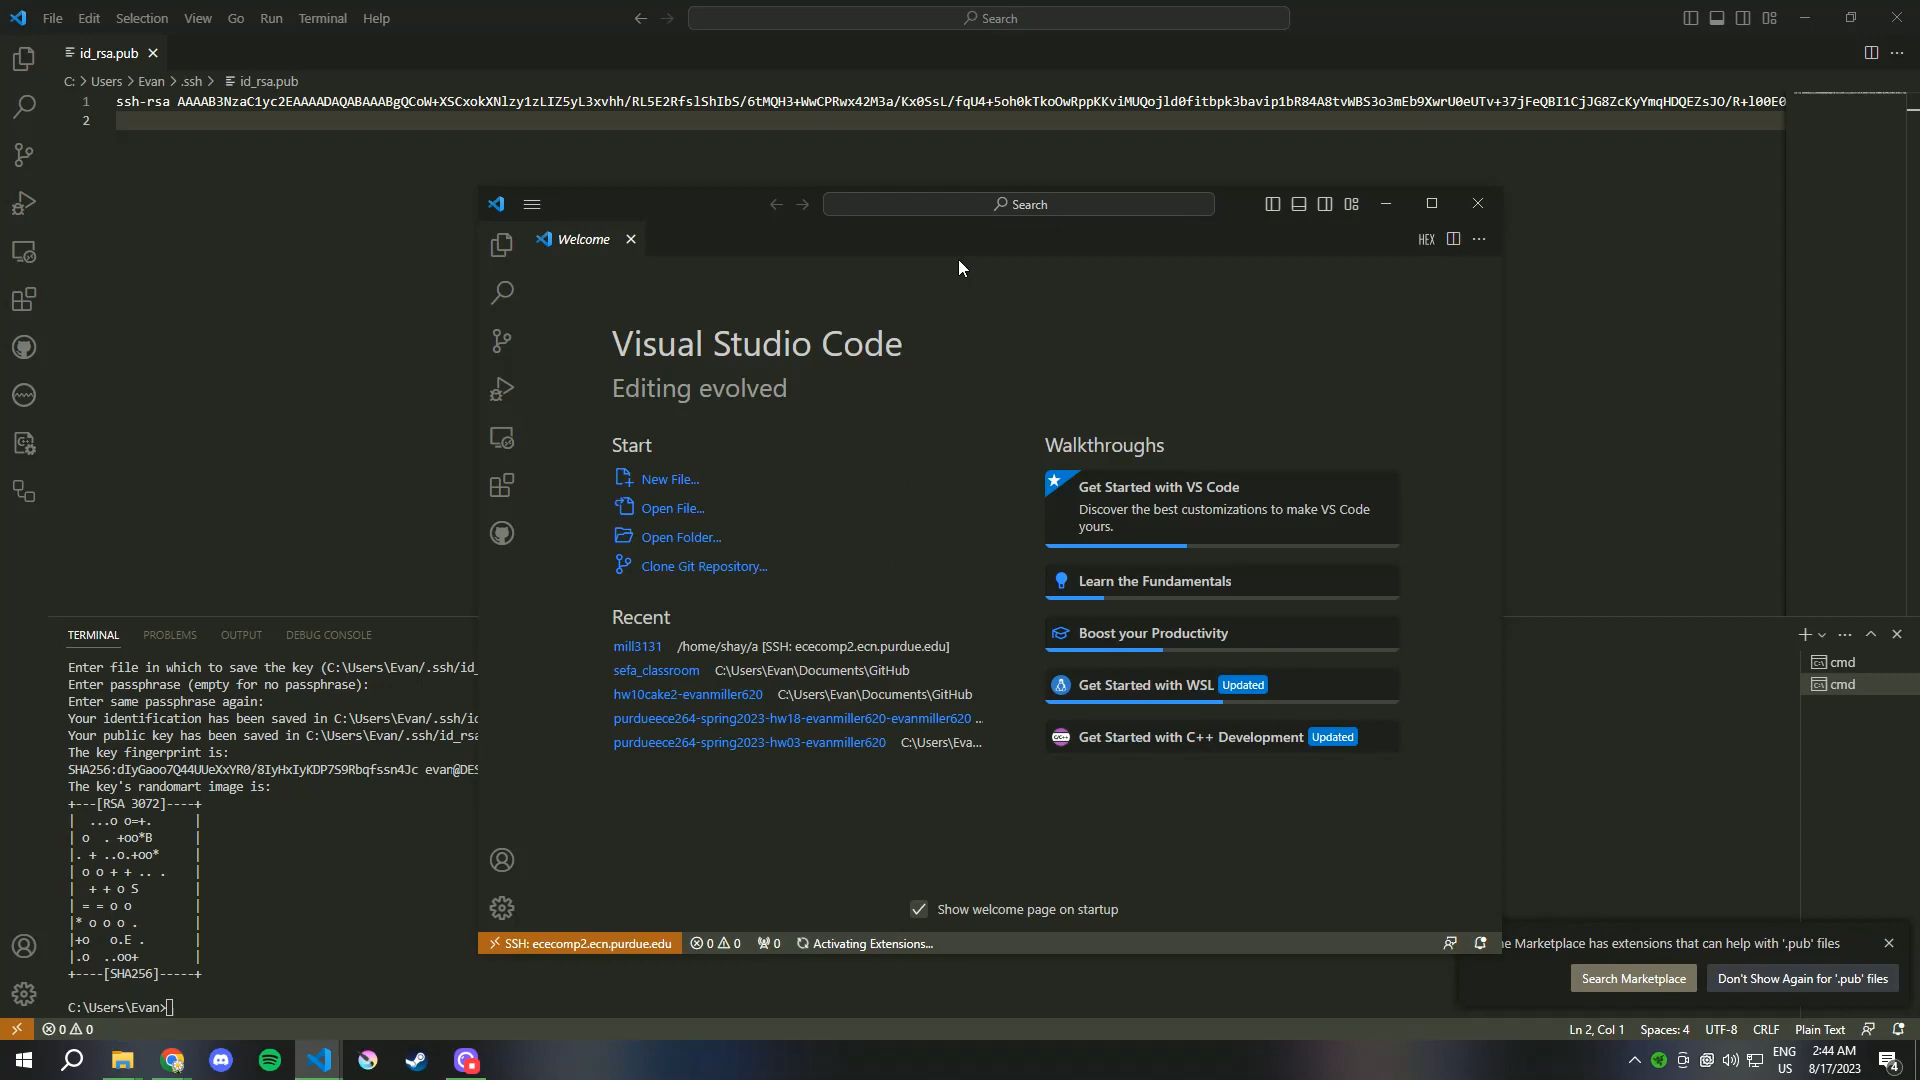 File Edit Selection View Go Run Terminal Help
Search
id_rsa.pub
C: > Users > Evan > .ssh > id_rsa.pub
1 ssh-rsa AAAAB3NzaC1yc2EAAAADAQABAAABgQCoW+XSCxokXNlzy1zLIZ5yL3xvhh/RL5E2RfslShIbS/6tMQH3+WwCPRwx42M3a/Kx0SsL/fqU4+5oh0kTkoOwRppKKviMUQojld0fitbpk3bavip1bR84A8tvWBS3o3mEb9XwrU0eUTv+37jFeQBI1CjJG8ZcKyYmqHDQEZsJO/R+l00E0
2
Search
Welcome
HEX
Visual Studio Code
Editing evolved
Start
New File...
Open File...
Open Folder...
Clone Git Repository...
Recent
mill3131 /home/shay/a [SSH: ececomp2.ecn.purdue.edu]
sefa_classroom C:\Users\Evan\Documents\GitHub
hw10cake2-evanmiller620 C:\Users\Evan\Documents\GitHub
purdueece264-spring2023-hw18-evanmiller620-evanmiller620 ...
purdueece264-spring2023-hw03-evanmiller620 C:\Users\Eva...
Walkthroughs
Get Started with VS Code
Discover the best customizations to make VS Code
yours.
Learn the Fundamentals
Boost your Productivity
Get Started with WSL Updated
Get Started with C++ Development Updated
Show welcome page on startup
SSH: ececomp2.ecn.purdue.edu 0 0 0 Activating Extensions...
TERMINAL PROBLEMS OUTPUT DEBUG CONSOLE
Enter file in which to save the key (C:\Users\Evan/.ssh/id_
Enter passphrase (empty for no passphrase):
Enter same passphrase again:
Your identification has been saved in C:\Users\Evan/.ssh/id
Your public key has been saved in C:\Users\Evan/.ssh/id_rsa
The key fingerprint is:
SHA256:dIyGaoo7Q44UUeXxYR0/8IyHxIyKDP7S9Rbqfssn4Jc evan@DES
The key's randomart image is:
+---[RSA 3072]----+
|  ...o o=+.      |
| o  . +oo*B      |
|. + ..o.+oo*     |
| o o + + .. .    |
|  + + o S        |
| = = o o         |
|* o o o .        |
|+o   o.E .       |
|.o  ..oo+        |
+----[SHA256]-----+
C:\Users\Evan>
cmd
cmd
e Marketplace has extensions that can help with '.pub' files
Search Marketplace
Don't Show Again for '.pub' files
0 0
Ln 2, Col 1 Spaces: 4 UTF-8 CRLF Plain Text
ENG
US
2:44 AM
8/17/2023
4